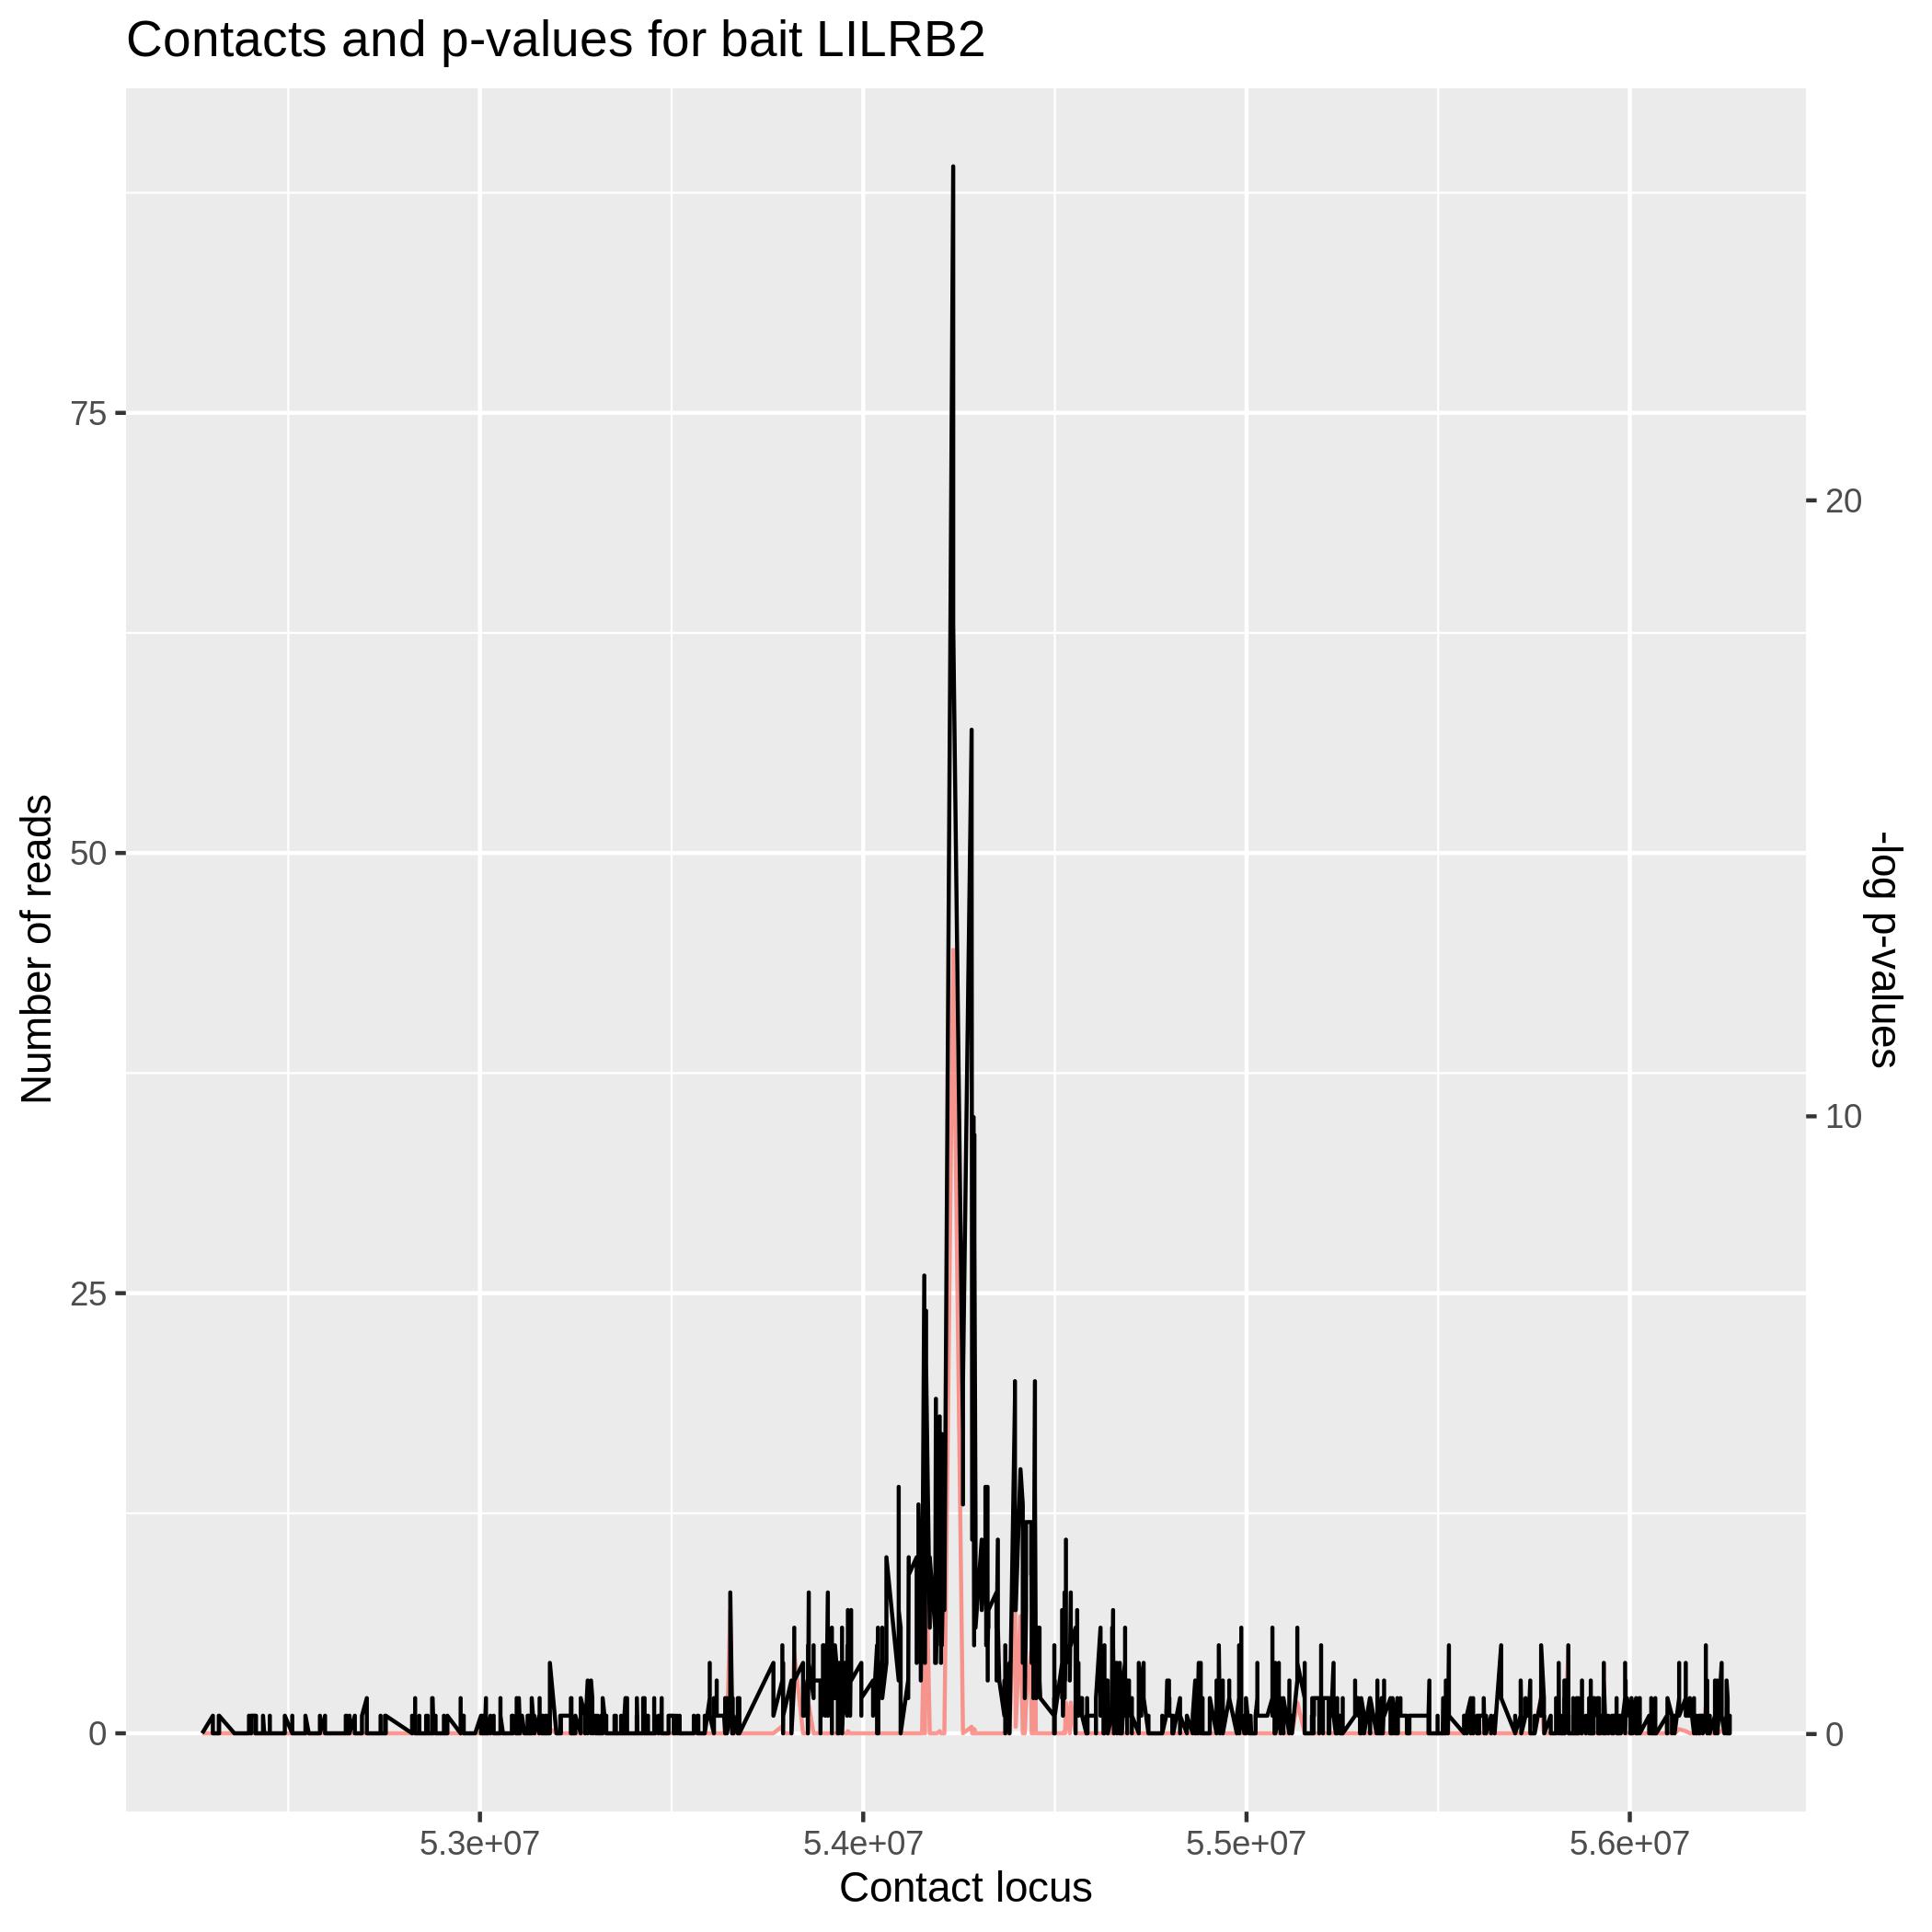 Contacts and p-values for bait LILRB2
Number of reads
75
50
25
0
20
10
0
-log p-values
5.3e+07 5.4e+07 5.5e+07 5.6e+07
Contact locus